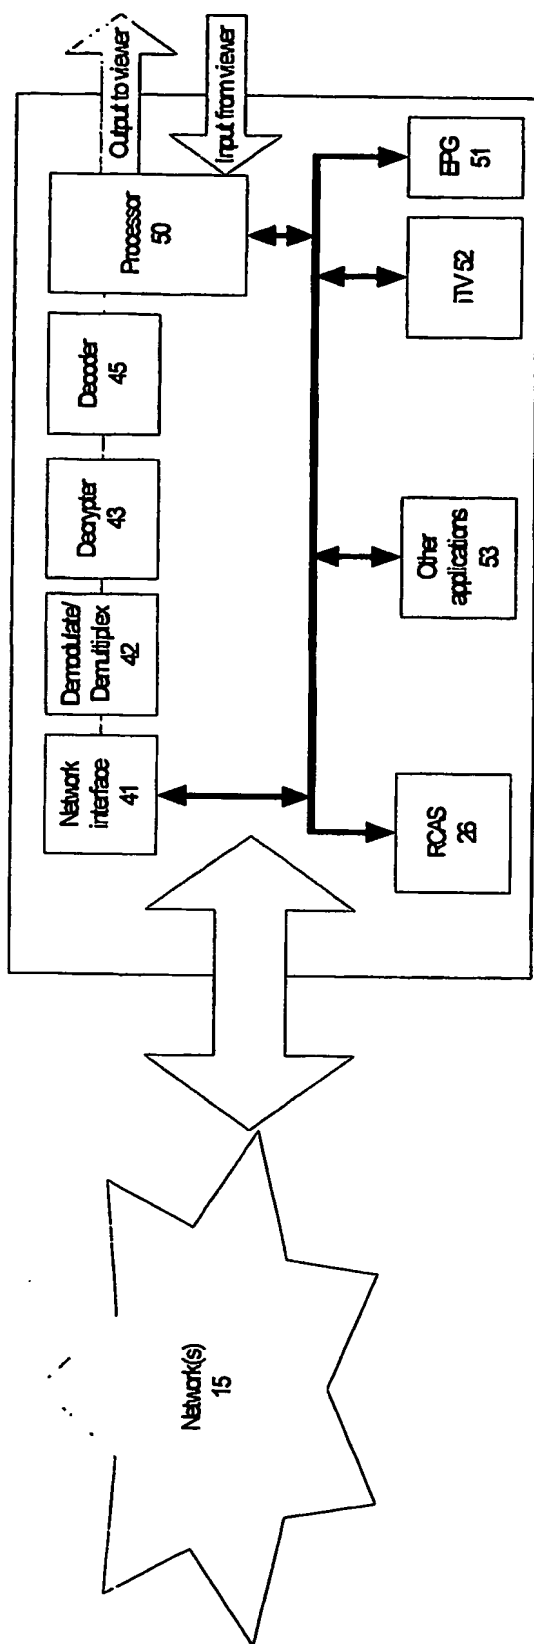 Network(s)
15
Network
interface
41
Demodulate/
Demultiplex
42
Decrypter
43
Decoder
45
Processor
50
Output to viewer
Input from viewer
RCAS
26
Other
applications
53
iTV 52
EPG
51